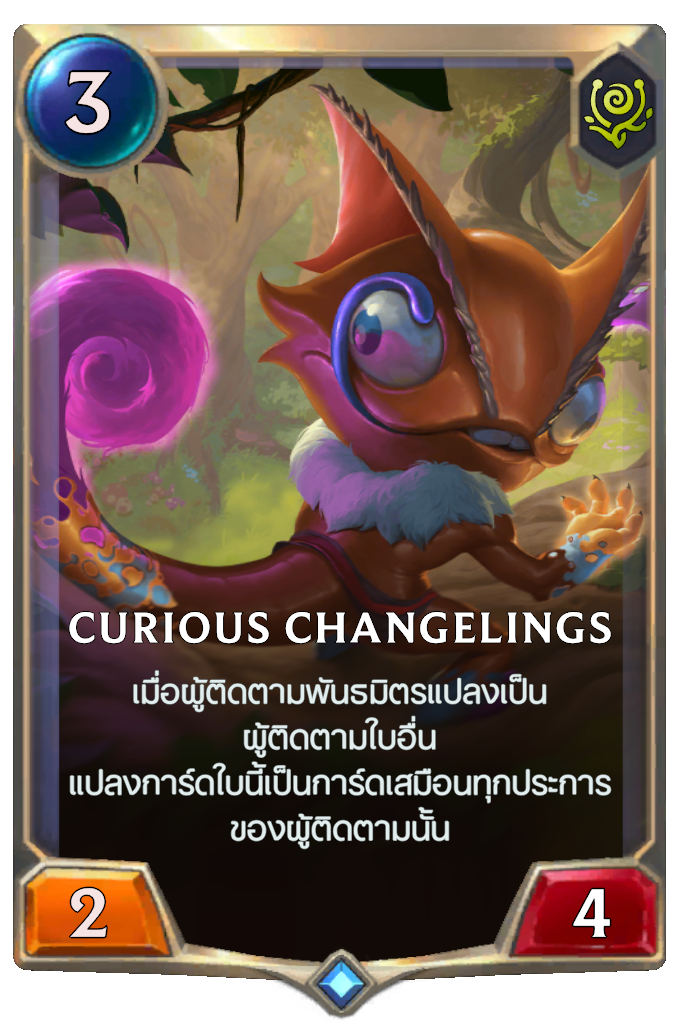 3
CURIOUS CHANGELINGS
เมื่อผู้ติดตามพันธมิตรแปลงเป็น
ผู้ติดตามใบอื่น
แปลงการ์ดใบนี้เป็นการ์ดเสมือนทุกประการ
ของผู้ติดตามนั้น
2
4